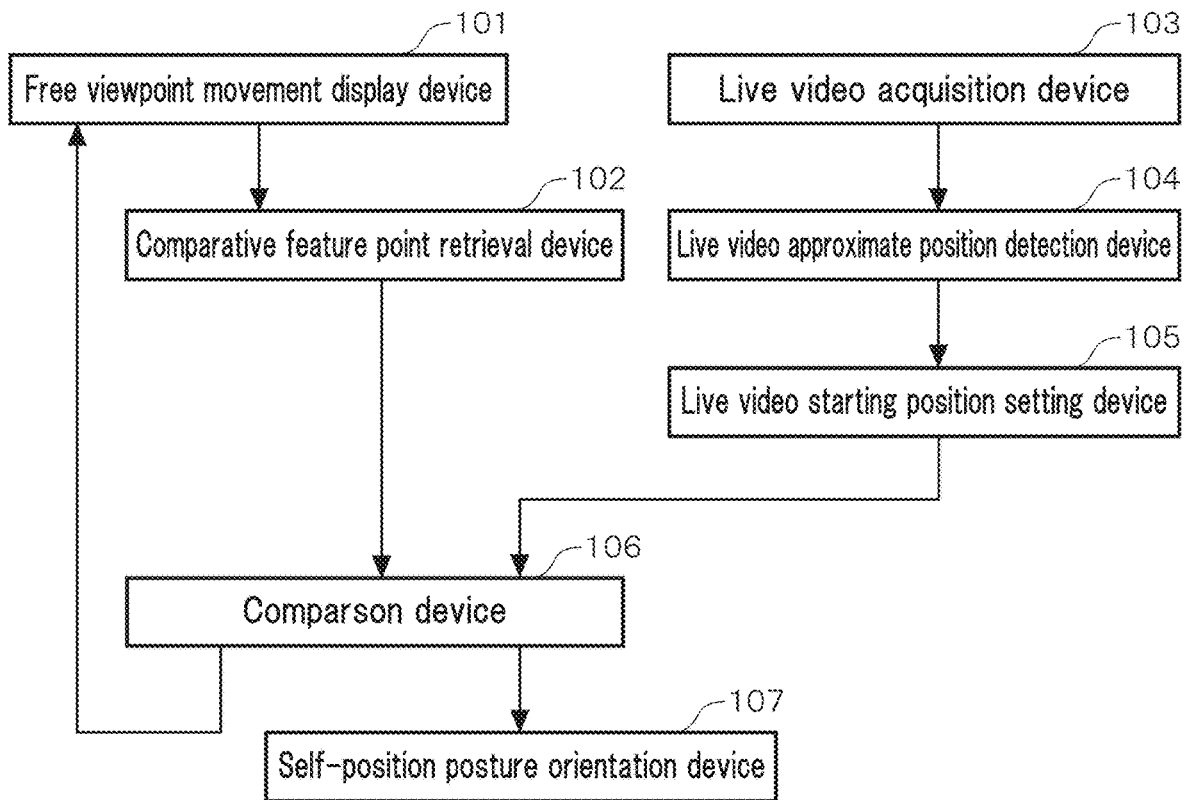 101
Free viewpoint movement display device
103
Live video acquisition device
102
Comparative feature point retrieval device
104
Live video approximate position detection device
105
Live video starting position setting device
106
Comparson device
107
Self-position posture orientation device